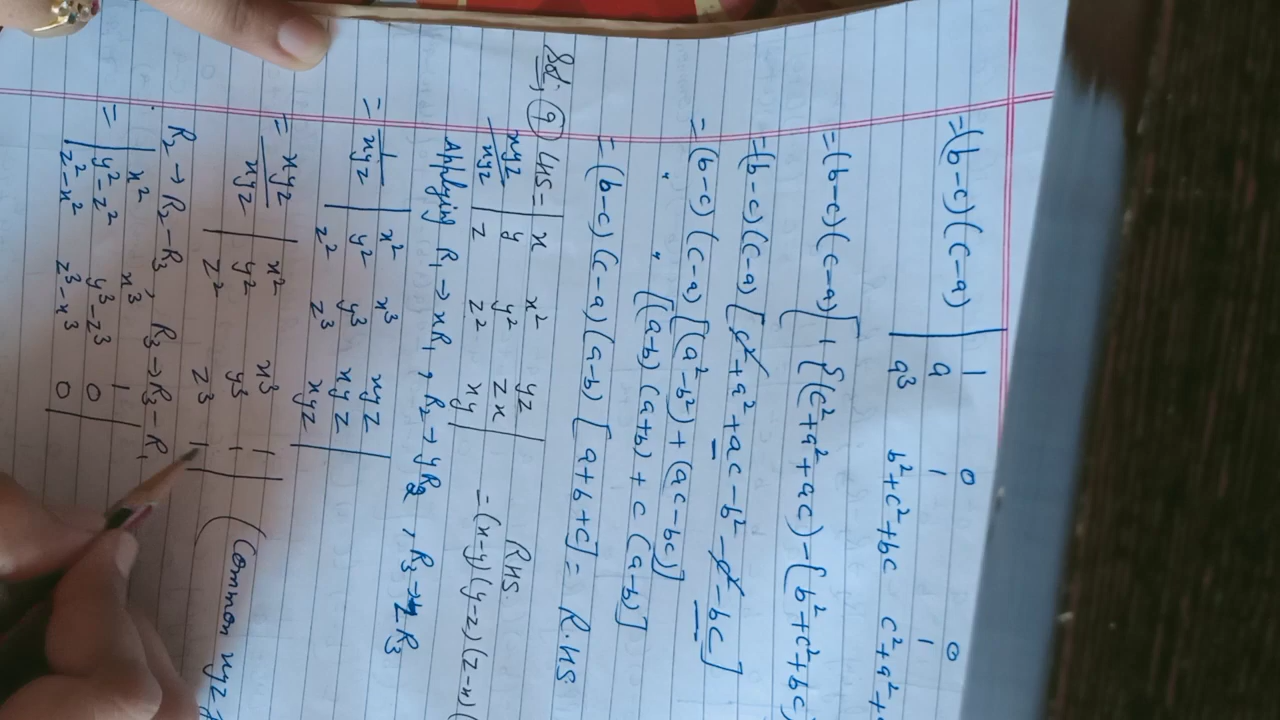 =(b-c)(c-a) | 1 0 0
a 1 1
a³ b²+c²+bc c²+a²+
=(b-c)(c-a)[1{(c²+a²+ac)-(b²+c²+bc)
=(b-c)(c-a)[c²+a²+ac-b²-c²-bc]
=(b-c)(c-a)[(a²-b²)+(ac-bc)]
" " [(a-b)(a+b)+c(a-b)]
=(b-c)(c-a)(a-b)[a+b+c]= R.HS
Sol; 9 LHS= | x x² yz | RHS
xyz/xyz | y y² zx | =(x-y)(y-z)(z-x)(
| z z² xy |
Applying R₁→xR₁, R₂→yR₂, R₃→zR₃
= 1/xyz | x² x³ xyz |
| y² y³ xyz |
| z² z³ xyz |
= xyz/xyz | x² x³ 1 | (Common xyz
| y² y³ 1 |
| z² z³ 1 |
R₂→R₂-R₃, R₃→R₃-R₁
= | x² x³ 1 |
| y²-z² y³-z³ 0 |
| z²-x² z³-x³ 0 |